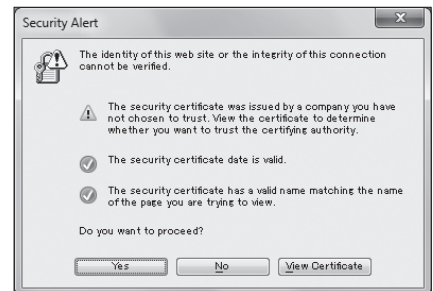 Security Alert
The identity of this web site or the integrity of this connection
cannot be verified.
The security certificate was issued by a company you have
not chosen to trust. View the certificate to determine
whether you want to trust the certifying authority.
The security certificate date is valid.
The security certificate has a valid name matching the name
of the page you are trying to view.
Do you want to proceed?
Yes No View Certificate